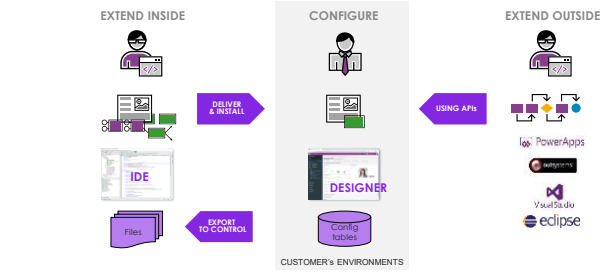 EXTEND INSIDE
CONFIGURE
EXTEND OUTSIDE
</>
</>
DELIVER
& INSTALL
USING APIs
PowerApps
outsystems
IDE
DESIGNER
Visual Studio
eclipse
Files
EXPORT
TO CONTROL
Config
tables
CUSTOMER's ENVIRONMENTS